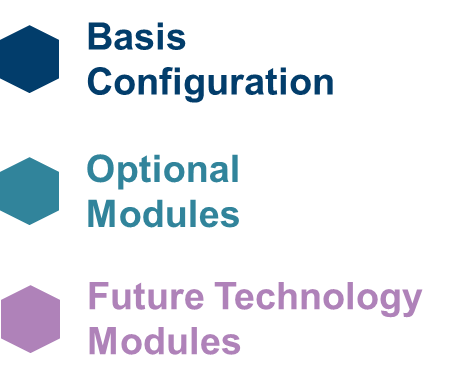 Basis
Configuration
Optional
Modules
Future Technology
Modules